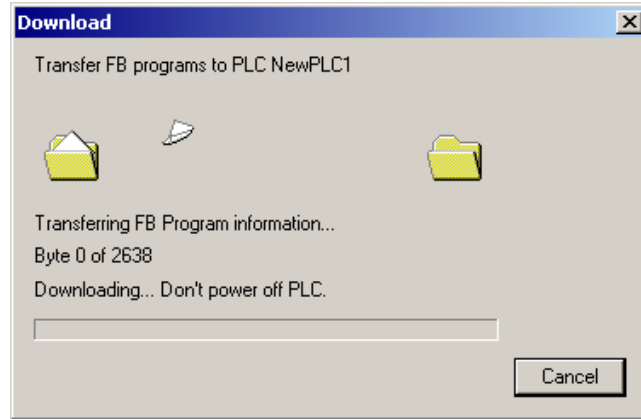 Download
Transfer FB programs to PLC NewPLC1
Transferring FB Program information...
Byte 0 of 2638
Downloading... Don't power off PLC.
Cancel